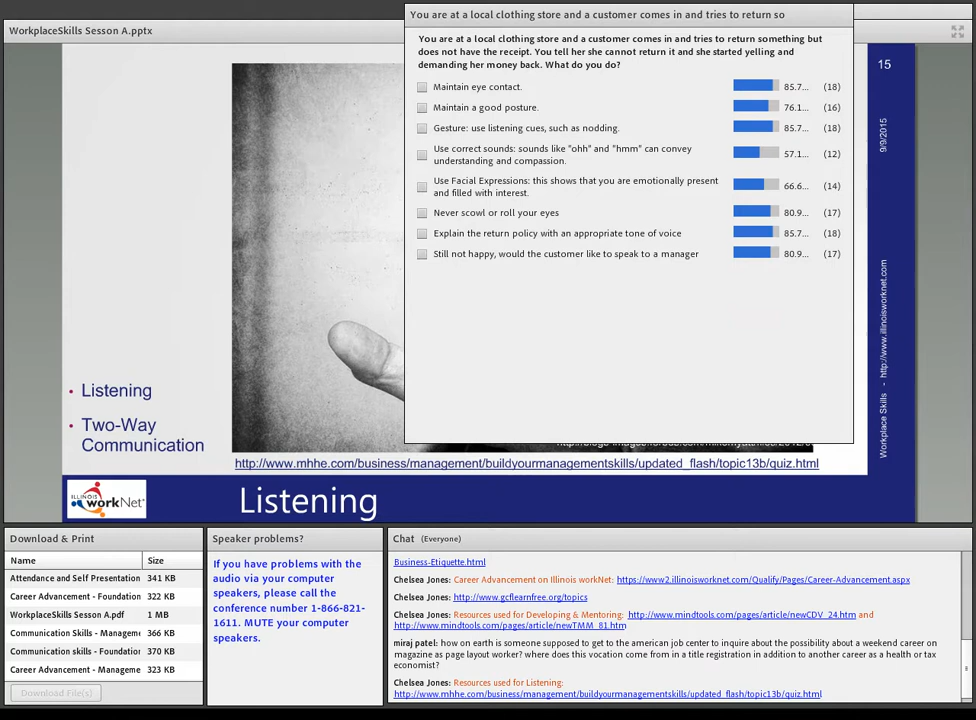 You are at a local clothing store and a customer comes in and tries to return so
WorkplaceSkills Sesson A.pptx
You are at a local clothing store and a customer comes in and tries to return something but
does not have the receipt. You tell her she cannot return it and she started yelling and
demanding her money back. What do you do?
Maintain eye contact. 85.7... (18)
Maintain a good posture. 76.1... (16)
Gesture: use listening cues, such as nodding. 85.7... (18)
Use correct sounds: sounds like "ohh" and "hmm" can convey
understanding and compassion. 57.1... (12)
Use Facial Expressions: this shows that you are emotionally present
and filled with interest. 66.6... (14)
Never scowl or roll your eyes 80.9... (17)
Explain the return policy with an appropriate tone of voice 85.7... (18)
Still not happy, would the customer like to speak to a manager 80.9... (17)
15
9/9/2015
Workplace Skills - http://www.illinoisworknet.com
• Listening
• Two-Way
Communication
http://www.mhhe.com/business/management/buildyourmanagementskills/updated_flash/topic13b/quiz.html
ILLINOIS
workNet
Listening
Download & Print
Name Size
Attendance and Self Presentation 341 KB
Career Advancement - Foundation 322 KB
WorkplaceSkills Sesson A.pdf 1 MB
Communication Skills - Manageme 366 KB
Communication skills - Foundation 370 KB
Career Advancement - Manageme 323 KB
Download File(s)
Speaker problems?
If you have problems with the
audio via your computer
speakers, please call the
conference number 1-866-821-
1611. MUTE your computer
speakers.
Chat (Everyone)
Business-Etiquette.html
Chelsea Jones: Career Advancement on Illinois workNet: https://www2.illinoisworknet.com/Qualify/Pages/Career-Advancement.aspx
Chelsea Jones: http://www.gcflearnfree.org/topics
Chelsea Jones: Resources used for Developing & Mentoring: http://www.mindtools.com/pages/article/newCDV_24.htm and
http://www.mindtools.com/pages/article/newTMM_81.htm
miraj patel: how on earth is someone supposed to get to the american job center to inquire about the possibility about a weekend career on
magazine as page layout worker? where does this vocation come from in a title registration in addition to another career as a health or tax
economist?
Chelsea Jones: Resources used for Listening:
http://www.mhhe.com/business/management/buildyourmanagementskills/updated_flash/topic13b/quiz.html